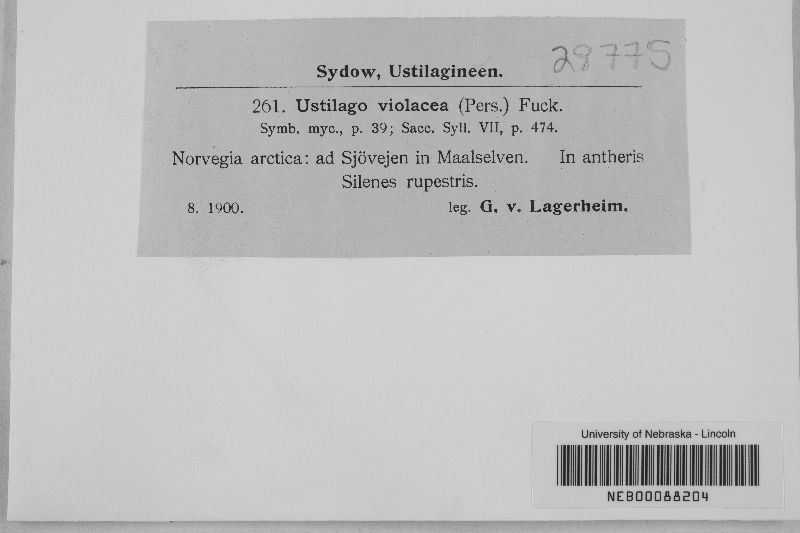 28775
Sydow, Ustilagineen.
261. Ustilago violacea (Pers.) Fuck.
Symb. myc., p. 39; Sacc. Syll. VII, p. 474.
Norvegia arctica: ad Sjövejen in Maalselven. In antheris
Silenes rupestris.
8. 1900. leg. G. v. Lagerheim.
University of Nebraska - Lincoln
NEB00088204